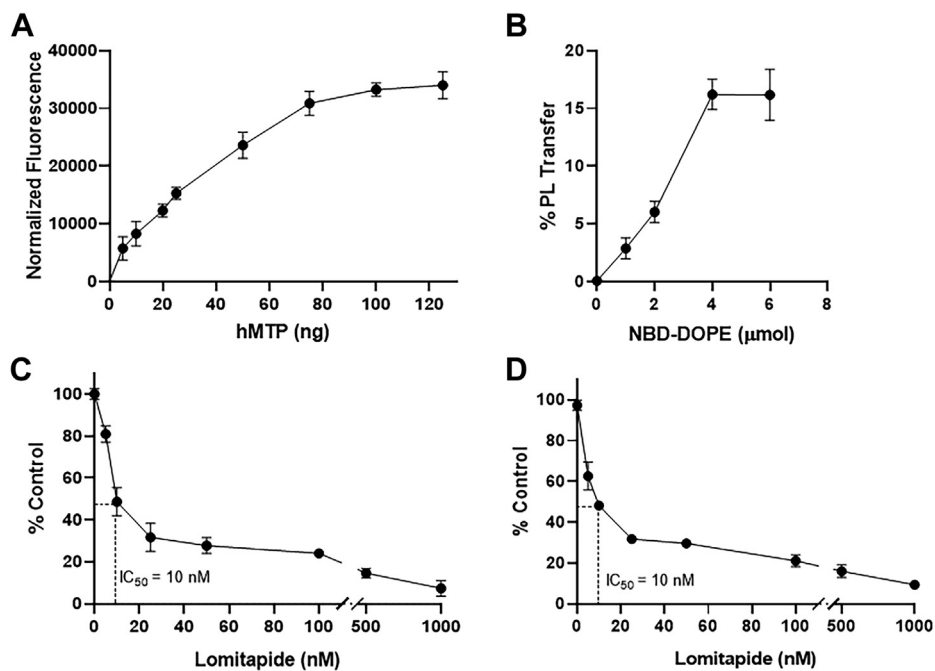 A
Normalized Fluorescence
40000
30000
20000
10000
0
0 20 40 60 80 100 120
hMTP (ng)
B
% PL Transfer
20
15
10
5
0
0 2 4 6 8
NBD-DOPE (μmol)
C
% Control
100
80
60
40
20
0
IC50 = 10 nM
0 20 40 60 80 100 500 1000
Lomitapide (nM)
D
% Control
100
80
60
40
20
0
IC50 = 10 nM
0 20 40 60 80 100 500 1000
Lomitapide (nM)